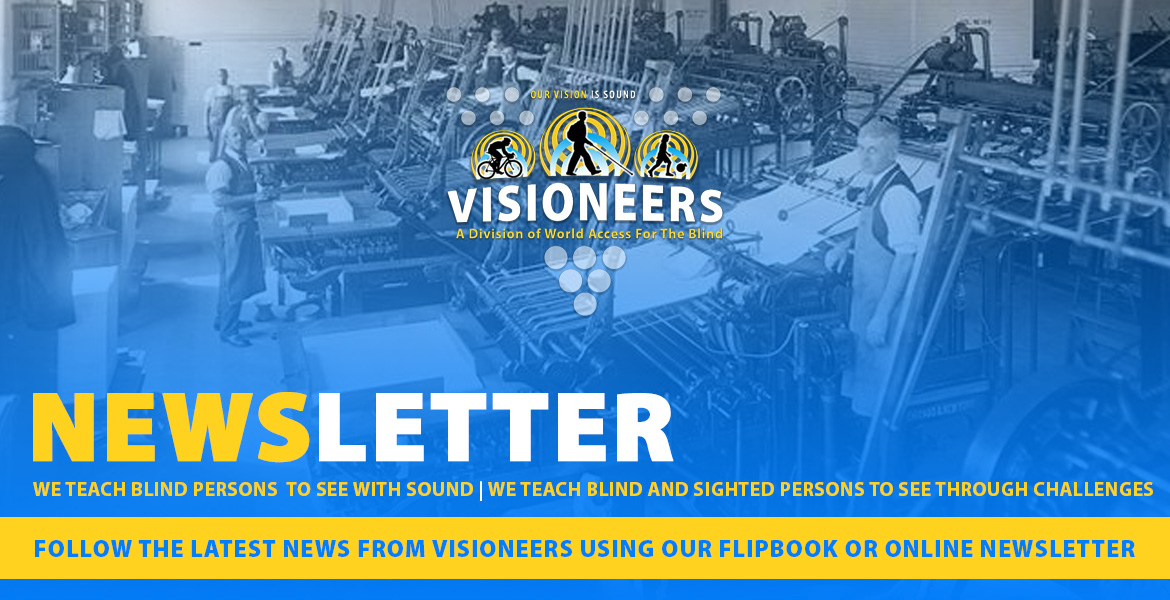 OUR VISION IS SOUND
VISIONEERS
A Division of World Access For The Blind
NEWSLETTER
WE TEACH BLIND PERSONS TO SEE WITH SOUND | WE TEACH BLIND AND SIGHTED PERSONS TO SEE THROUGH CHALLENGES
FOLLOW THE LATEST NEWS FROM VISIONEERS USING OUR FLIPBOOK OR ONLINE NEWSLETTER